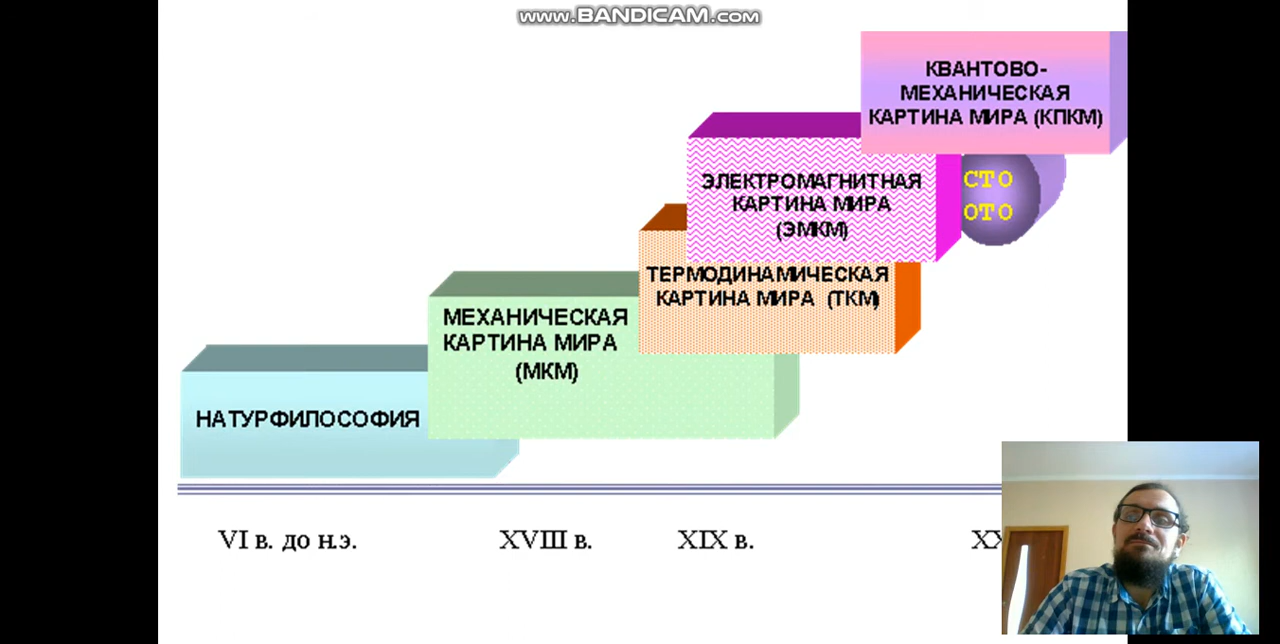 www.BANDICAM.com
КВАНТОВО-
МЕХАНИЧЕСКАЯ
КАРТИНА МИРА (КПКМ)
ЭЛЕКТРОМАГНИТНАЯ
КАРТИНА МИРА
(ЭМКМ)
СТО
ОТО
ТЕРМОДИНАМИЧЕСКАЯ
КАРТИНА МИРА (ТКМ)
МЕХАНИЧЕСКАЯ
КАРТИНА МИРА
(МКМ)
НАТУРФИЛОСОФИЯ
VI в. до н.э.
XVIII в.
XIX в.